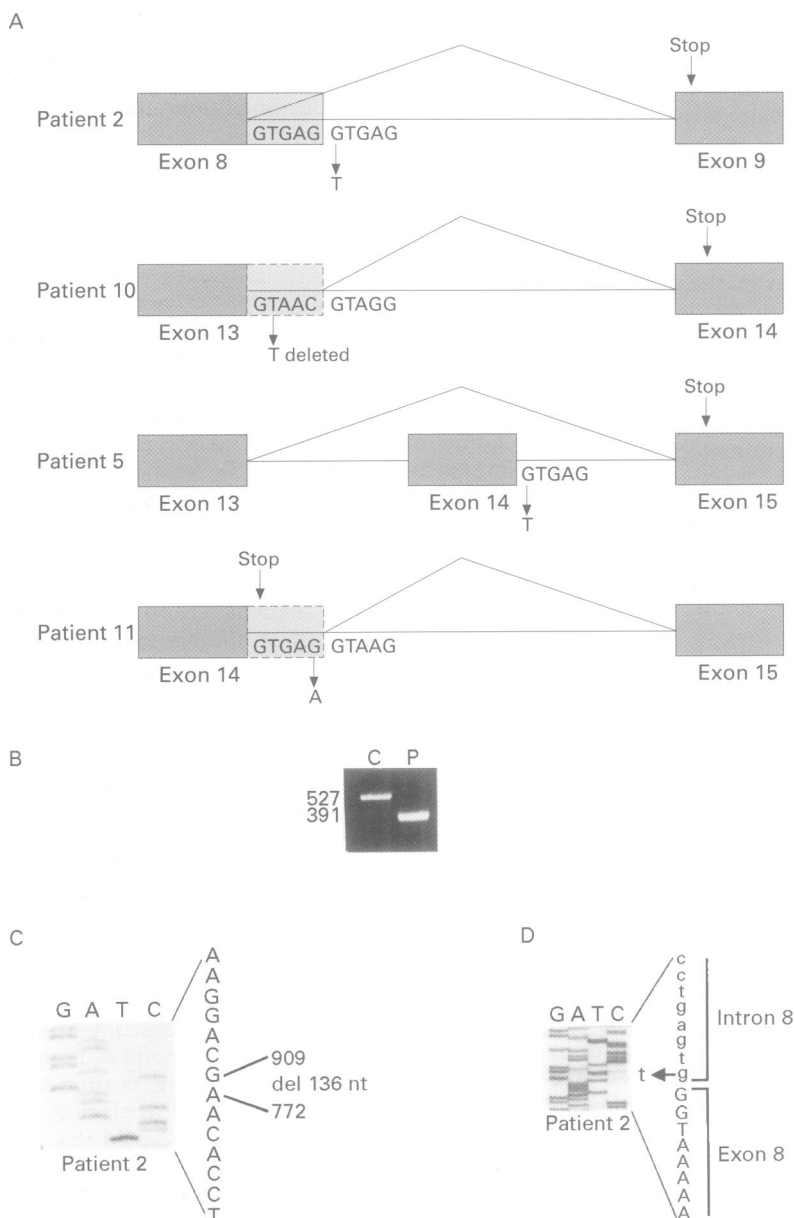 A
Stop
Patient 2
GTGAG GTGAG
Exon 8
T
Exon 9
Stop
Patient 10
GTAAC GTAGG
Exon 13
T deleted
Exon 14
Stop
Patient 5
GTGAG
Exon 13
Exon 14
T
Exon 15
Stop
Patient 11
GTGAG GTAAG
Exon 14
A
Exon 15
B
C P
527
391
C
G A T C
A
A
G
G
A
C
G
A
A
C
A
C
C
T
909
del 136 nt
772
Patient 2
D
G A T C
c
c
t
g
a
g
t
g
G
G
T
A
A
A
A
A
Intron 8
t
Exon 8
Patient 2